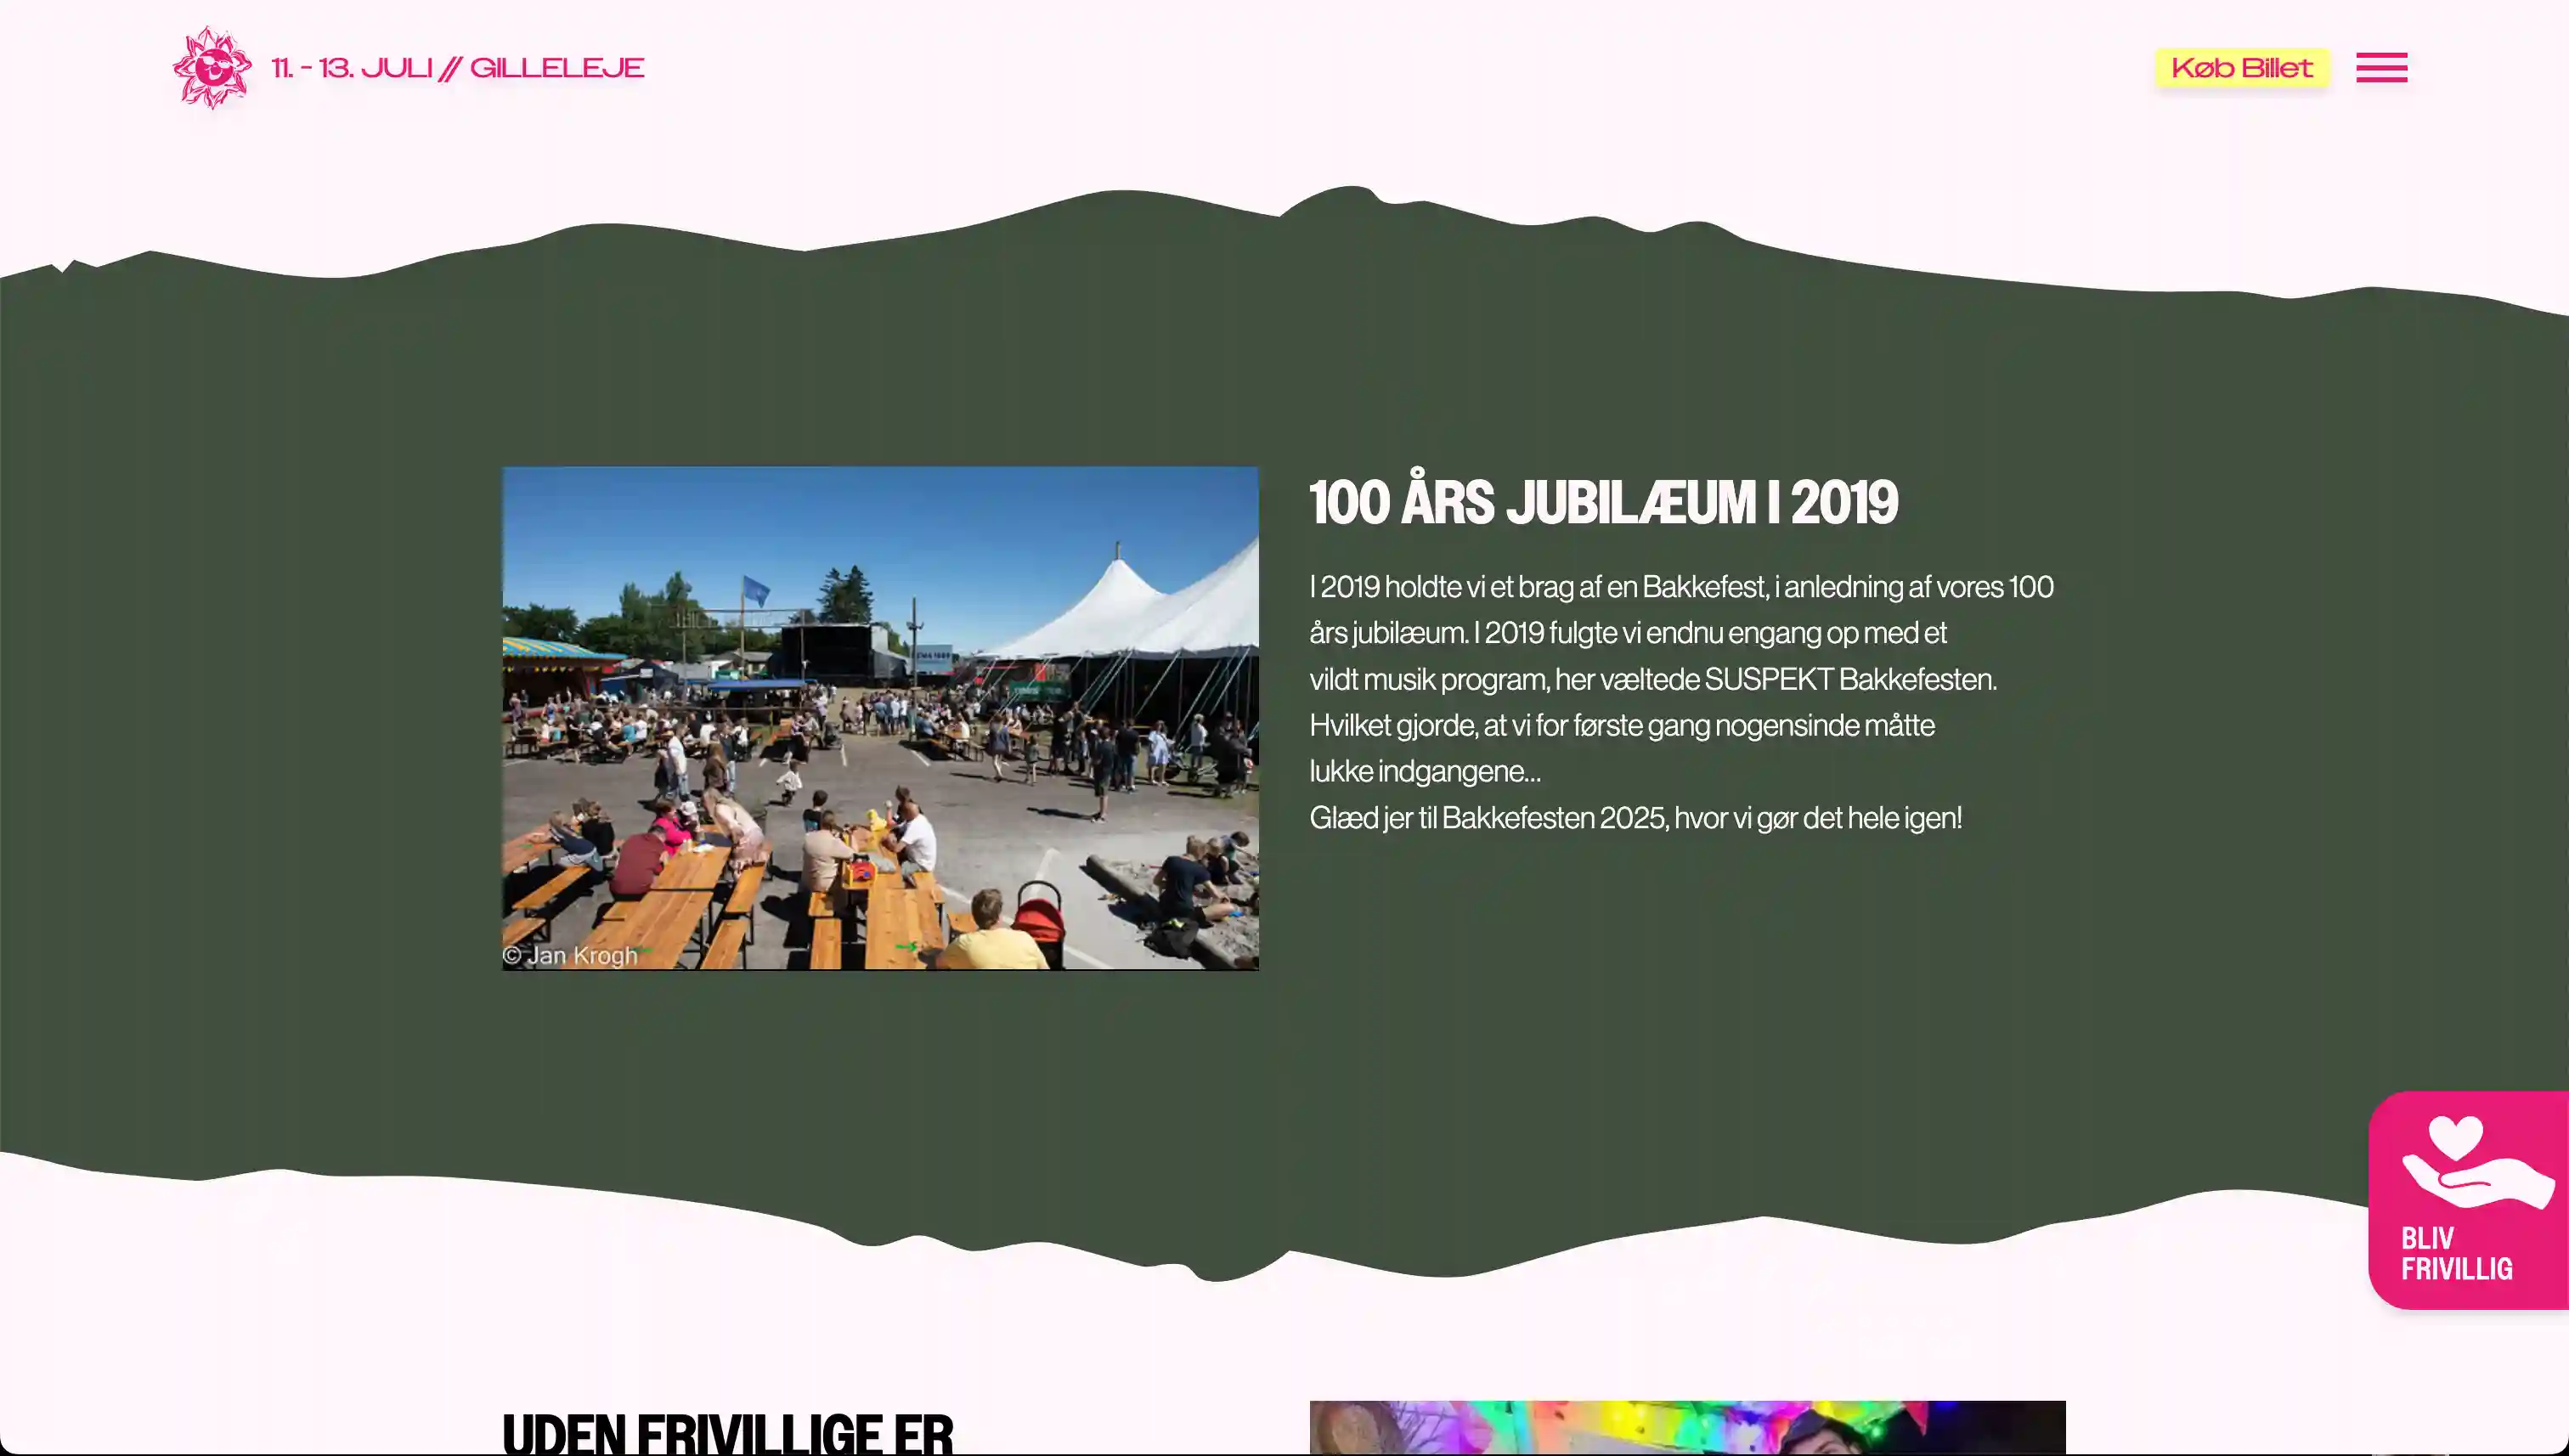 11. - 13. JULI // GILLELEJE
Køb Billet
100 ÅRS JUBILÆUM I 2019
I 2019 holdte vi et brag af en Bakkefest, i anledning af vores 100
års jubilæum. I 2019 fulgte vi endnu engang op med et
vildt musik program, her væltede SUSPEKT Bakkefesten.
Hvilket gjorde, at vi for første gang nogensinde måtte
lukke indgangene...
Glæd jer til Bakkefesten 2025, hvor vi gør det hele igen!
© Jan Krogh
BLIV
FRIVILLIG
UDEN FRIVILLIGE ER